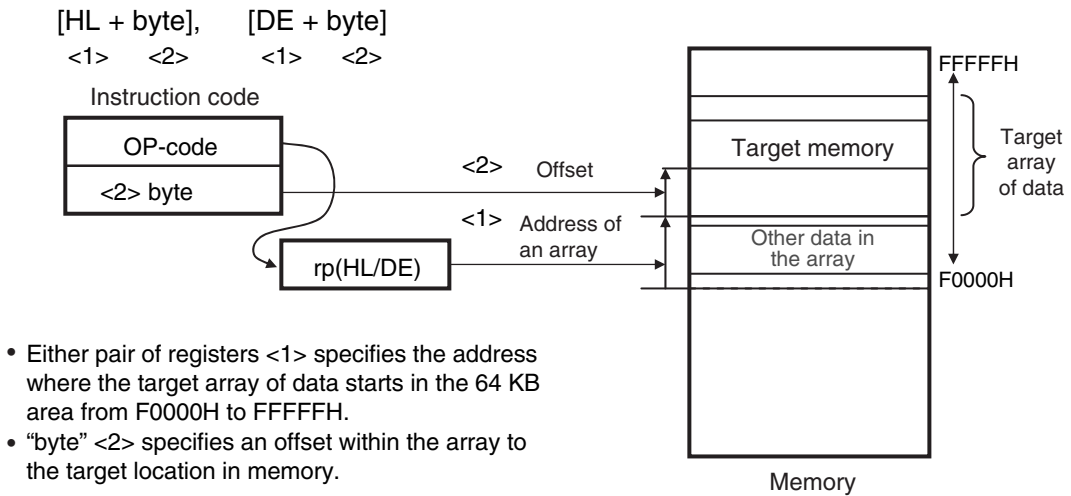 [HL + byte], [DE + byte]
<1> <2> <1> <2>
Instruction code
OP-code
<2> byte
rp(HL/DE)
<2> Offset
<1> Address of
an array
FFFFFH
Target memory
Target
array
of data
Other data in
the array
F0000H
Memory
• Either pair of registers <1> specifies the address
where the target array of data starts in the 64 KB
area from F0000H to FFFFFH.
• “byte” <2> specifies an offset within the array to
the target location in memory.